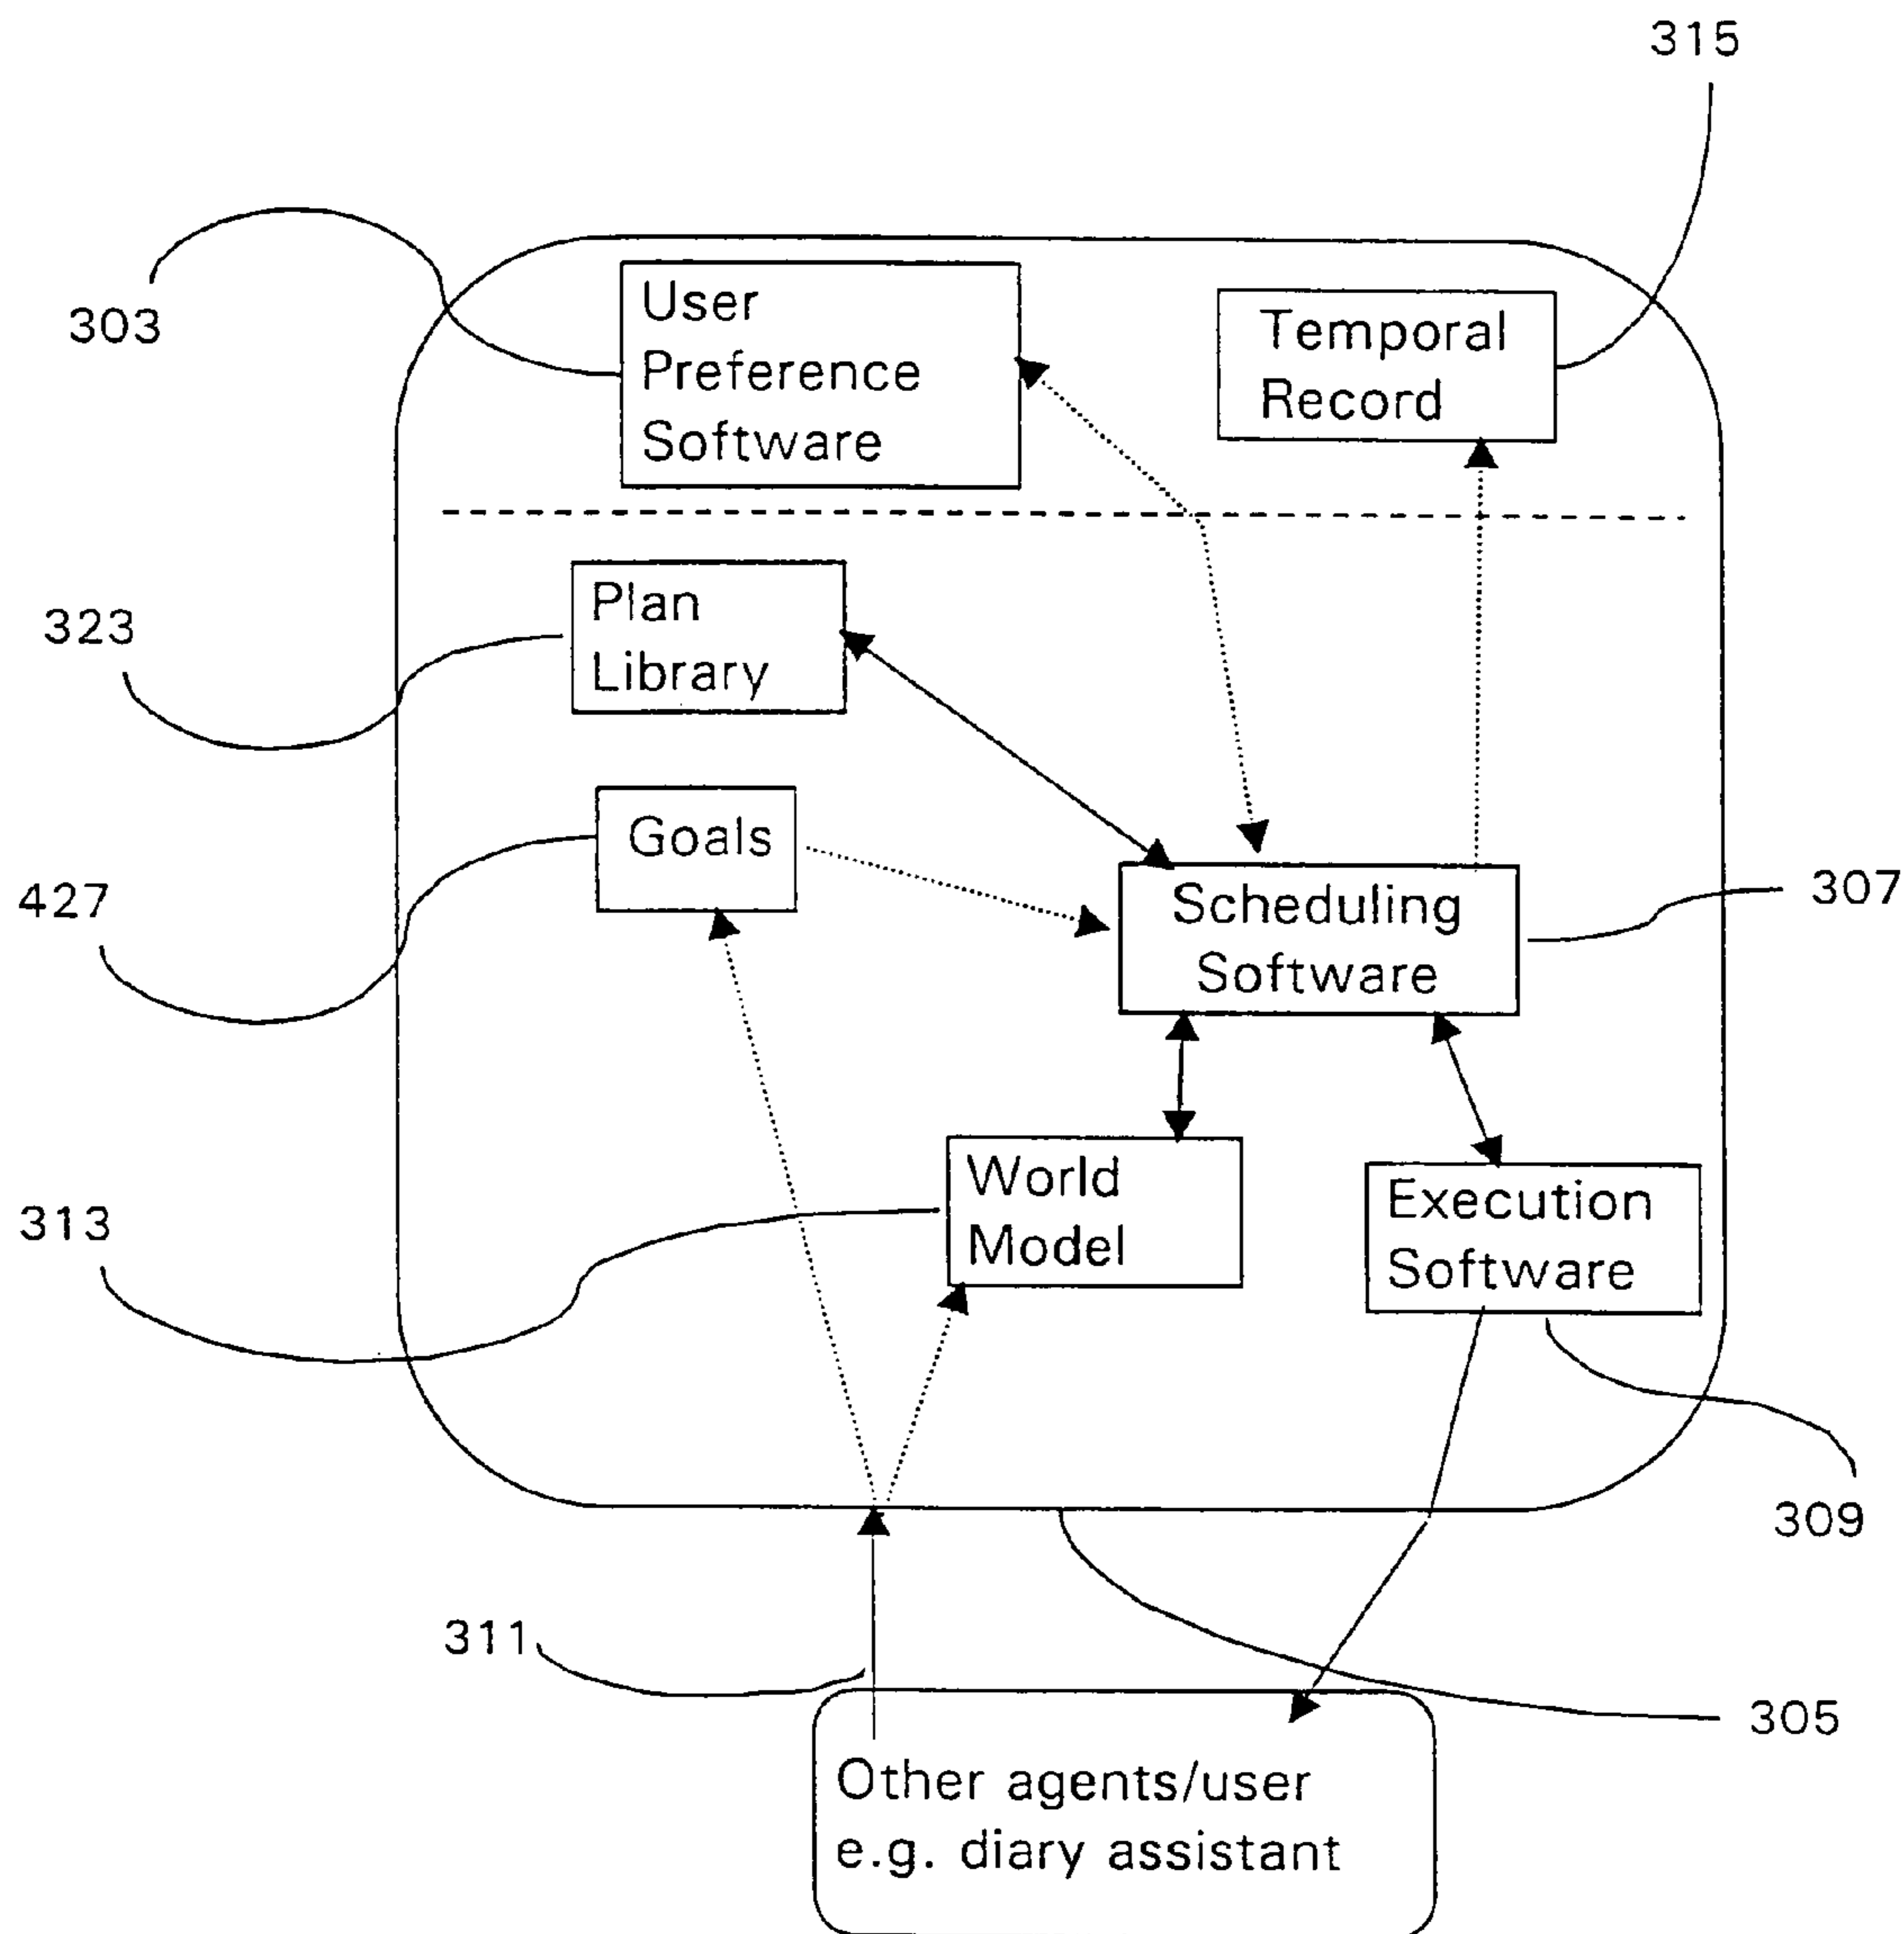 315
User
Preference
Software
Temporal
Record
303
Plan
Library
323
Goals
427
Scheduling
Software
307
World
Model
Execution
Software
313
309
311
305
Other agents/user
e.g. diary assistant